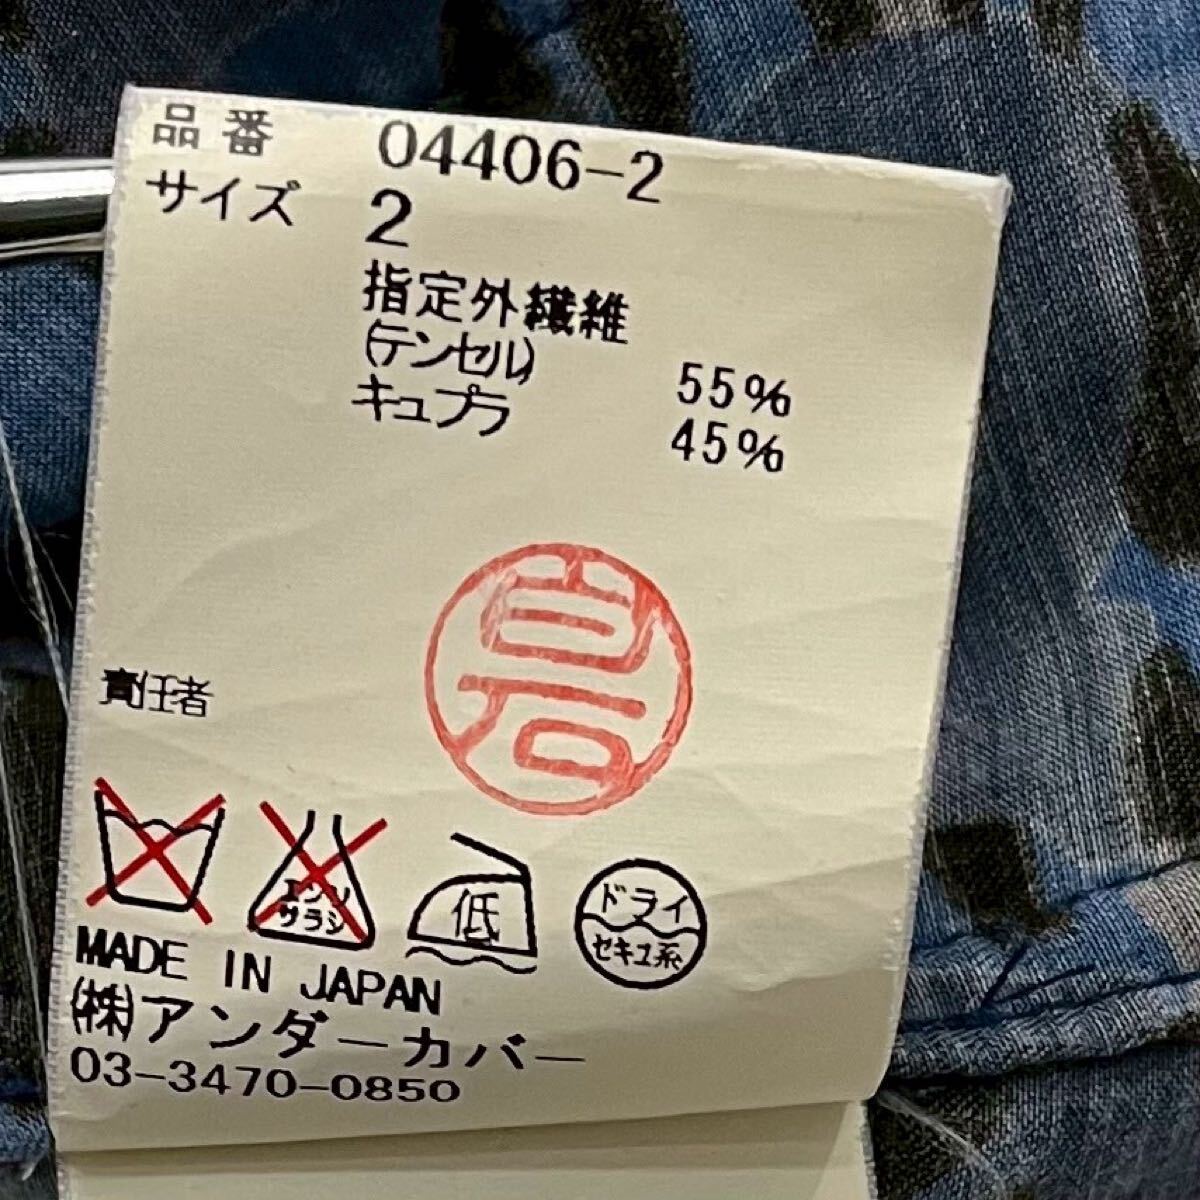 品番 04406-2
サイズ 2
指定外繊維
(テンセル) 55%
キュプラ 45%
白石
責任者
エンソ
サラシ
低
ドライ
セキユ系
MADE IN JAPAN
(株)アンダーカバー
03-3470-0850